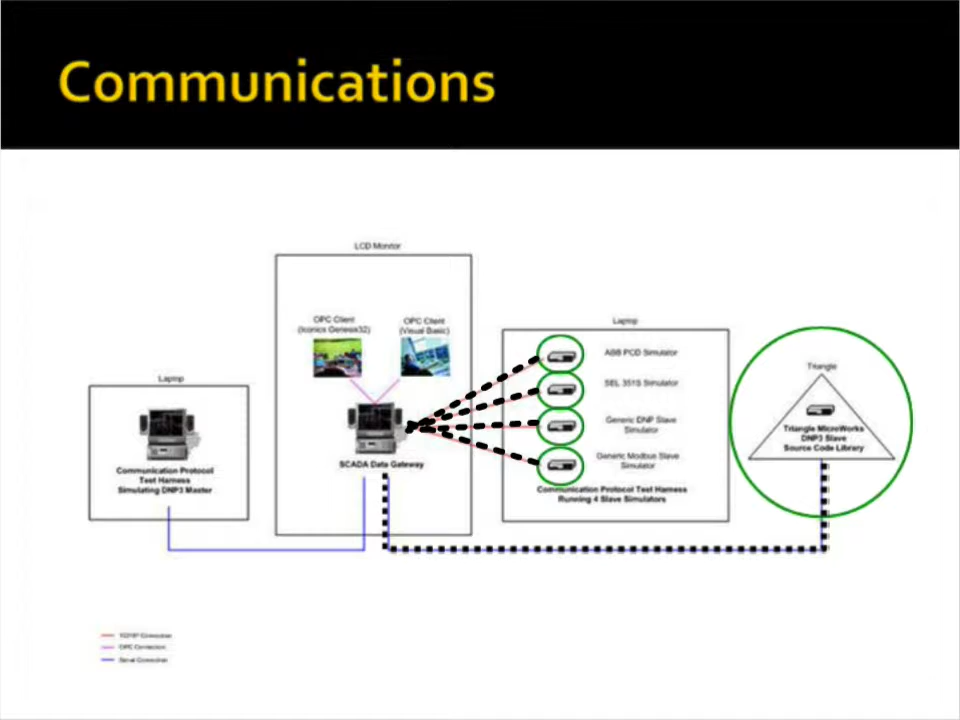 Communications
LCD Monitor
OPC Client
(Iconics Genesis32)
OPC Client
(Visual Basic)
Laptop
ABB PCD Simulator
SEL 351S Simulator
Generic DNP Slave
Simulator
Generic Modbus Slave
Simulator
Communication Protocol Test Harness
Running 4 Slave Simulators
Triangle
Triangle MicroWorks
DNP3 Slave
Source Code Library
Laptop
Communication Protocol
Test Harness
Simulating DNP3 Master
SCADA Data Gateway
TCP/IP Connection
OPC Connection
Serial Connection